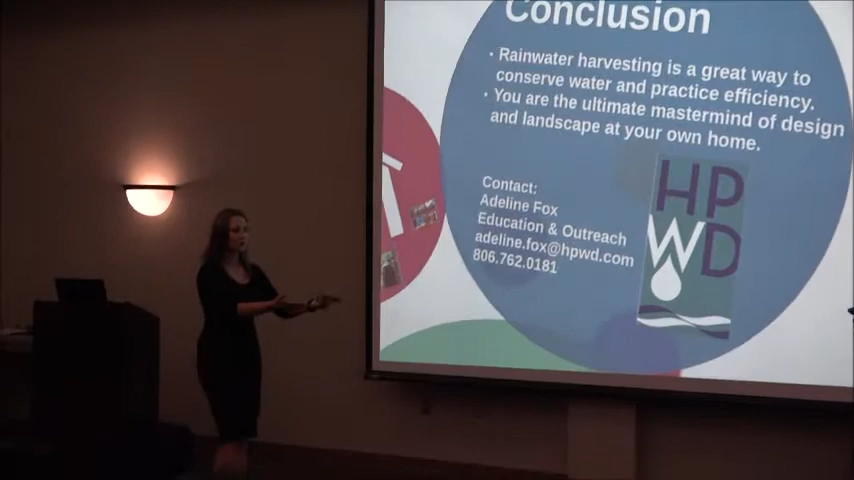 Conclusion
• Rainwater harvesting is a great way to
conserve water and practice efficiency.
• You are the ultimate mastermind of design
and landscape at your own home.
Contact:
Adeline Fox
Education & Outreach
adeline.fox@hpwd.com
806.762.0181
HP
WD